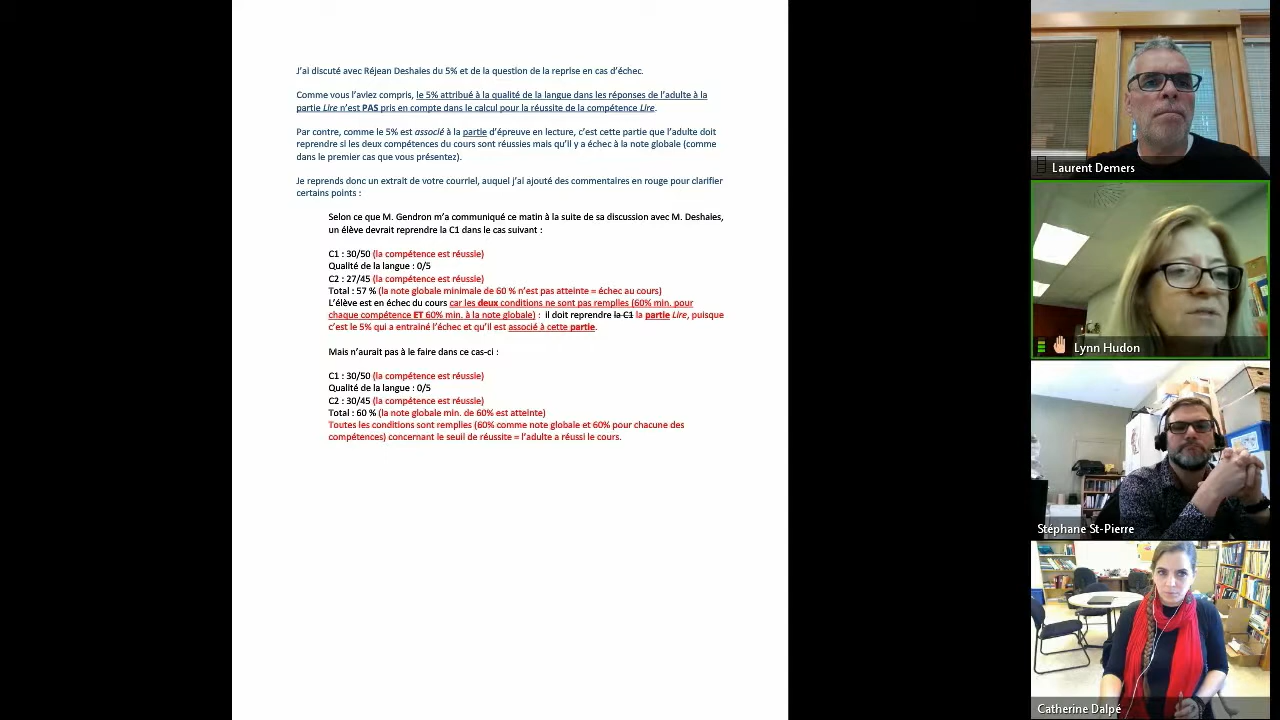 J'ai discuté avec Réjean Deshaies du 5% et de la question de la reprise en cas d'échec.
Comme vous l'aviez compris, le 5% attribué à la qualité de la langue dans les réponses de l'adulte à la
partie Lire n'est PAS pris en compte dans le calcul pour la réussite de la compétence Lire.
Par contre, comme le 5% est associé à la partie d'épreuve en lecture, c'est cette partie que l'adulte doit
reprendre si les deux compétences du cours sont réussies mais qu'il y a échec à la note globale (comme
dans le premier cas que vous présentez).
Je reprends donc un extrait de votre courriel, auquel j'ai ajouté des commentaires en rouge pour clarifier
certains points :
Selon ce que M. Gendron m'a communiqué ce matin à la suite de sa discussion avec M. Deshaies,
un élève devrait reprendre la C1 dans le cas suivant :
C1 : 30/50 (la compétence est réussie)
Qualité de la langue : 0/5
C2 : 27/45 (la compétence est réussie)
Total : 57 % (la note globale minimale de 60 % n'est pas atteinte = échec au cours)
L'élève est en échec du cours car les deux conditions ne sont pas remplies (60% min. pour
chaque compétence ET 60% min. à la note globale) : il doit reprendre la C1 la partie Lire, puisque
c'est le 5% qui a entrainé l'échec et qu'il est associé à cette partie.
Mais n'aurait pas à le faire dans ce cas-ci :
C1 : 30/50 (la compétence est réussie)
Qualité de la langue : 0/5
C2 : 30/45 (la compétence est réussie)
Total : 60 % (la note globale min. de 60% est atteinte)
Toutes les conditions sont remplies (60% comme note globale et 60% pour chacune des
compétences) concernant le seuil de réussite = l'adulte a réussi le cours.
Laurent Demers
Lynn Hudon
Stéphane St-Pierre
Catherine Dalpé